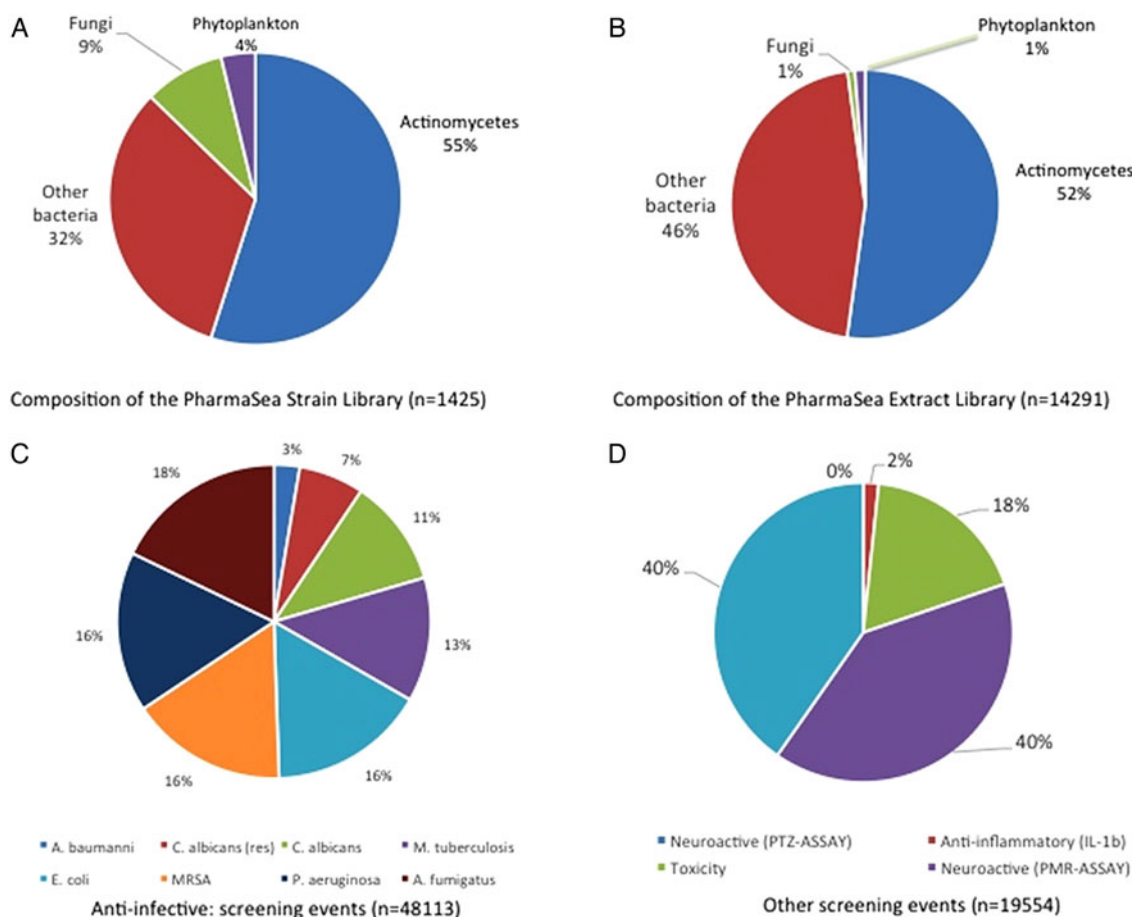 A
Fungi
9%
Phytoplankton
4%
Actinomycetes
55%
Other
bacteria
32%
Composition of the PharmaSea Strain Library (n=1425)
B
Phytoplankton
1%
Fungi
1%
Actinomycetes
52%
Other
bacteria
46%
Composition of the PharmaSea Extract Library (n=14291)
C
3%
7%
11%
13%
16%
16%
16%
18%
A. baumanni C. albicans (res) C. albicans M. tuberculosis
E. coli MRSA P. aeruginosa A. fumigatus
Anti-infective: screening events (n=48113)
D
0%
2%
18%
40%
40%
Neuroactive (PTZ-ASSAY) Anti-inflammatory (IL-1b)
Toxicity Neuroactive (PMR-ASSAY)
Other screening events (n=19554)